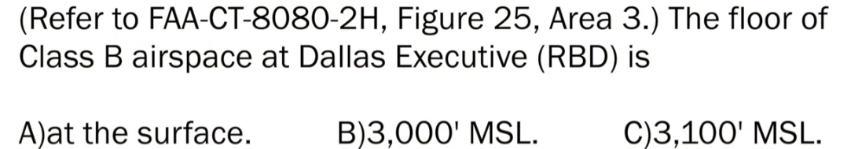 (Refer to FAA-CT-8080-2H, Figure 25, Area 3.) The floor of
Class B airspace at Dallas Executive (RBD) is
A)at the surface. B)3,000' MSL. C)3,100' MSL.